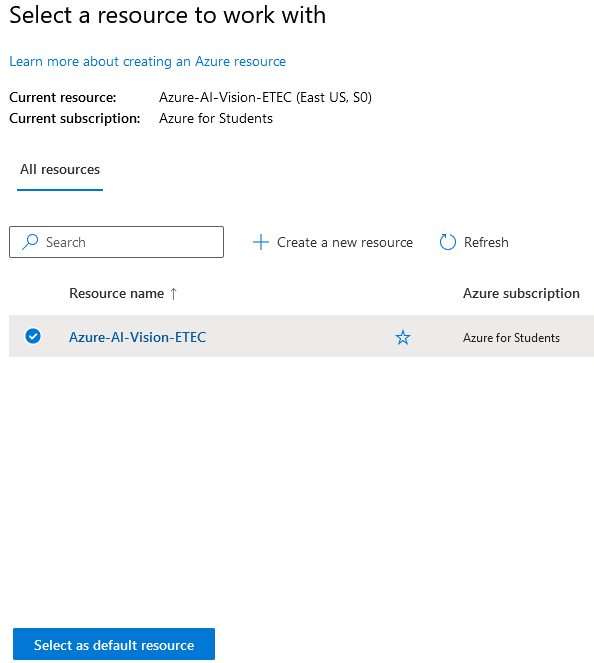 Select a resource to work with
Learn more about creating an Azure resource
Current resource: Azure-AI-Vision-ETEC (East US, S0)
Current subscription: Azure for Students
All resources
Search Create a new resource Refresh
Resource name ↑ Azure subscription
Azure-AI-Vision-ETEC Azure for Students
Select as default resource